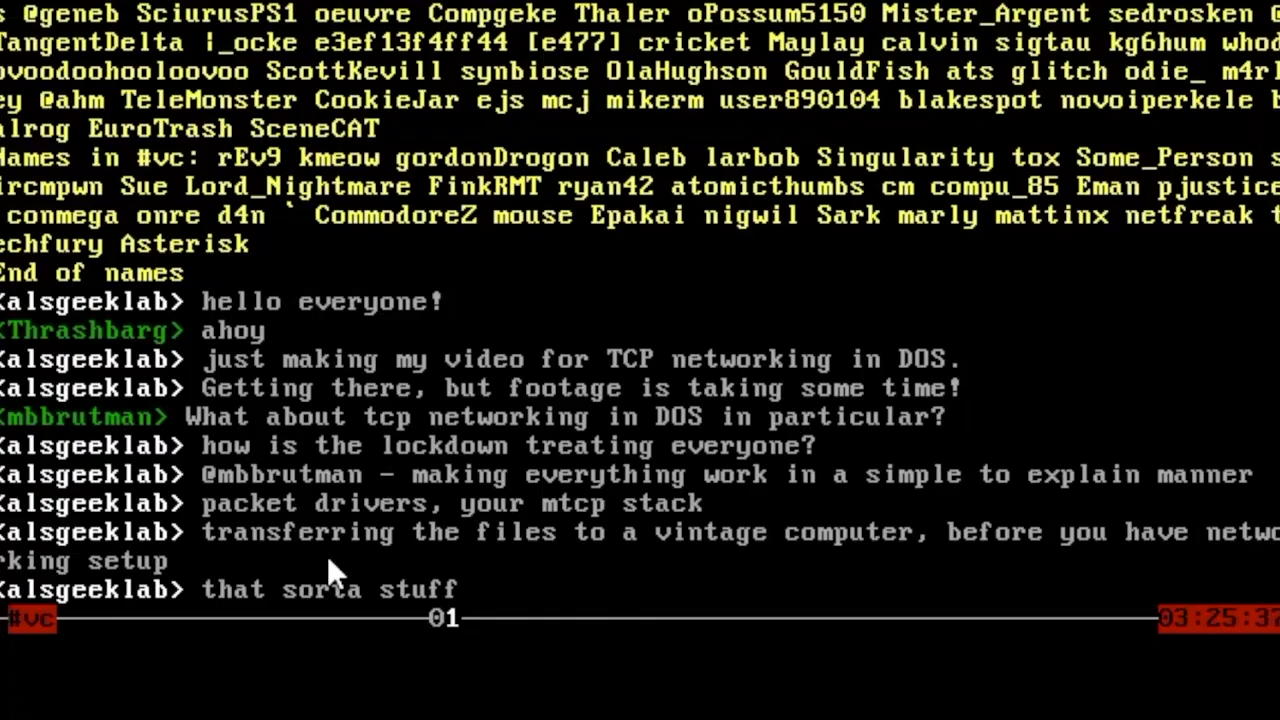 s @geneb SciurusPS1 oeuvre Compgeke Thaler oPossum5150 Mister_Argent sedrosken
TangentDelta |_ocke e3ef13f4ff44 [e477] cricket Maylay calvin sigtau kg6hum whod
ovoodoohooloovoo ScottKevill synbiose OlaHughson GouldFish ats glitch odie_ m4rl
ey @ahm TeleMonster CookieJar ejs mcj mikerm user890104 blakespot novoiperkele b
alrog EuroTrash SceneCAT
Names in #vc: rEv9 kmeow gordonDrogon Caleb larbob Singularity tox Some_Person s
ircmpwn Sue Lord_Nightmare FinkRMT ryan42 atomicthumbs cm compu_85 Eman pjustice
conmega onre d4n ` CommodoreZ mouse Epakai nigwil Sark marly mattinx netfreak t
echfury Asterisk
End of names
<alsgeeklab> hello everyone!
<Thrashbarg> ahoy
<alsgeeklab> just making my video for TCP networking in DOS.
<alsgeeklab> Getting there, but footage is taking some time!
<mbbrutman> What about tcp networking in DOS in particular?
<alsgeeklab> how is the lockdown treating everyone?
<alsgeeklab> @mbbrutman - making everything work in a simple to explain manner
<alsgeeklab> packet drivers, your mtcp stack
<alsgeeklab> transferring the files to a vintage computer, before you have netwo
rking setup
<alsgeeklab> that sorta stuff
#vc 01 03:25:37